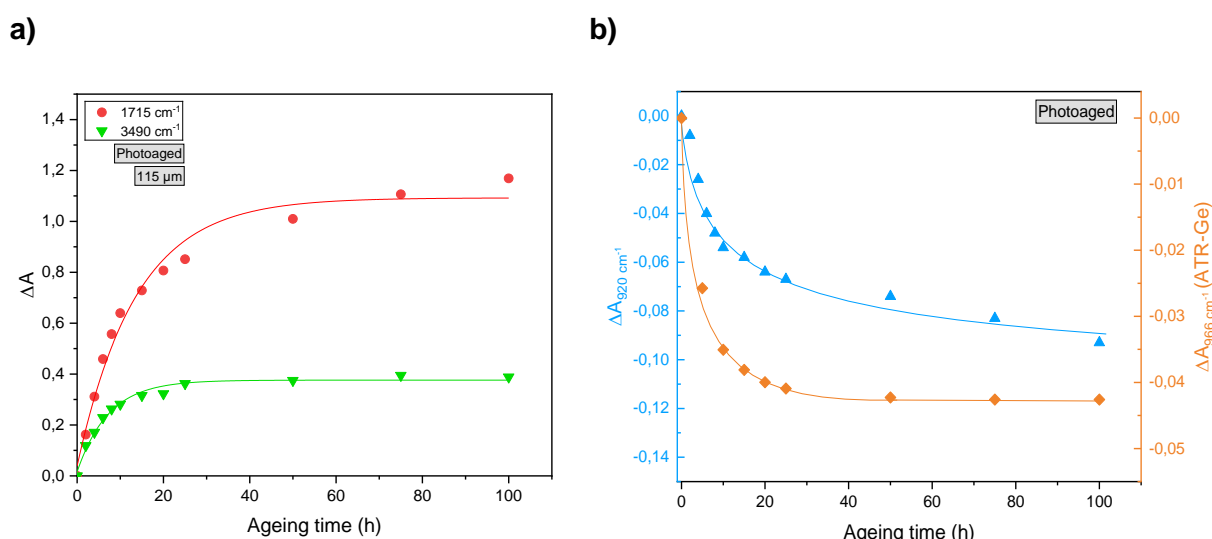 a)
1,4
1,2
1,0
0,8
0,6
0,4
0,2
0,0
ΔA
1715 cm⁻¹
3490 cm⁻¹
Photoaged
115 µm
0 20 40 60 80 100
Ageing time (h)
b)
0,00
-0,02
-0,04
-0,06
-0,08
-0,10
-0,12
-0,14
ΔA920 cm⁻¹
Photoaged
0,00
-0,01
-0,02
-0,03
-0,04
-0,05
ΔA966 cm⁻¹ (ATR-Ge)
0 20 40 60 80 100
Ageing time (h)